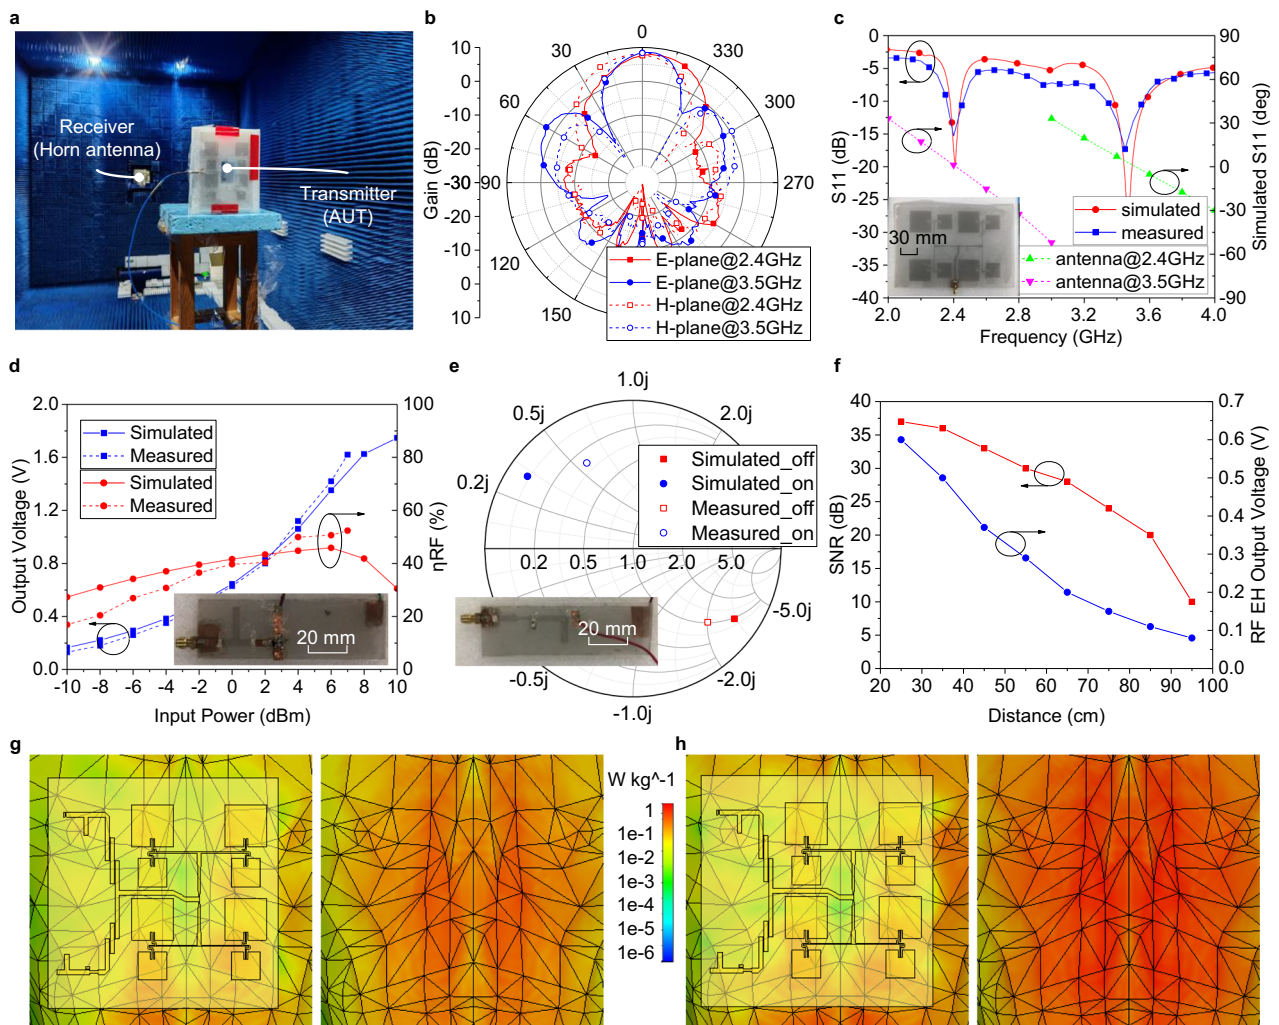 a
Receiver
(Horn antenna)
Transmitter
(AUT)
b
Gain (dB)
10
0
-10
-20
-30
-20
-10
0
10
0
30
60
90
120
150
330
300
270
E-plane@2.4GHz
E-plane@3.5GHz
H-plane@2.4GHz
H-plane@3.5GHz
c
S11 (dB)
0
-5
-10
-15
-20
-25
-30
-35
-40
2.0
2.4
2.8
3.2
3.6
4.0
Frequency (GHz)
90
60
30
0
-30
-60
-90
Simulated S11 (deg)
30 mm
simulated
measured
antenna@2.4GHz
antenna@3.5GHz
d
Output Voltage (V)
2.0
1.6
1.2
0.8
0.4
0.0
-10
-8
-6
-4
-2
0
2
4
6
8
10
Input Power (dBm)
100
80
60
40
20
0
ηRF (%)
Simulated
Measured
Simulated
Measured
20 mm
e
1.0j
0.5j
2.0j
0.2j
0.2
0.5
1.0
2.0
5.0
-5.0j
-0.5j
-2.0j
-1.0j
Simulated_off
Simulated_on
Measured_off
Measured_on
20 mm
f
SNR (dB)
40
35
30
25
20
15
10
5
0
20
30
40
50
60
70
80
90
100
Distance (cm)
0.7
0.6
0.5
0.4
0.3
0.2
0.1
0.0
RF EH Output Voltage (V)
g
W kg^-1
1
1e-1
1e-2
1e-3
1e-4
1e-5
1e-6
h